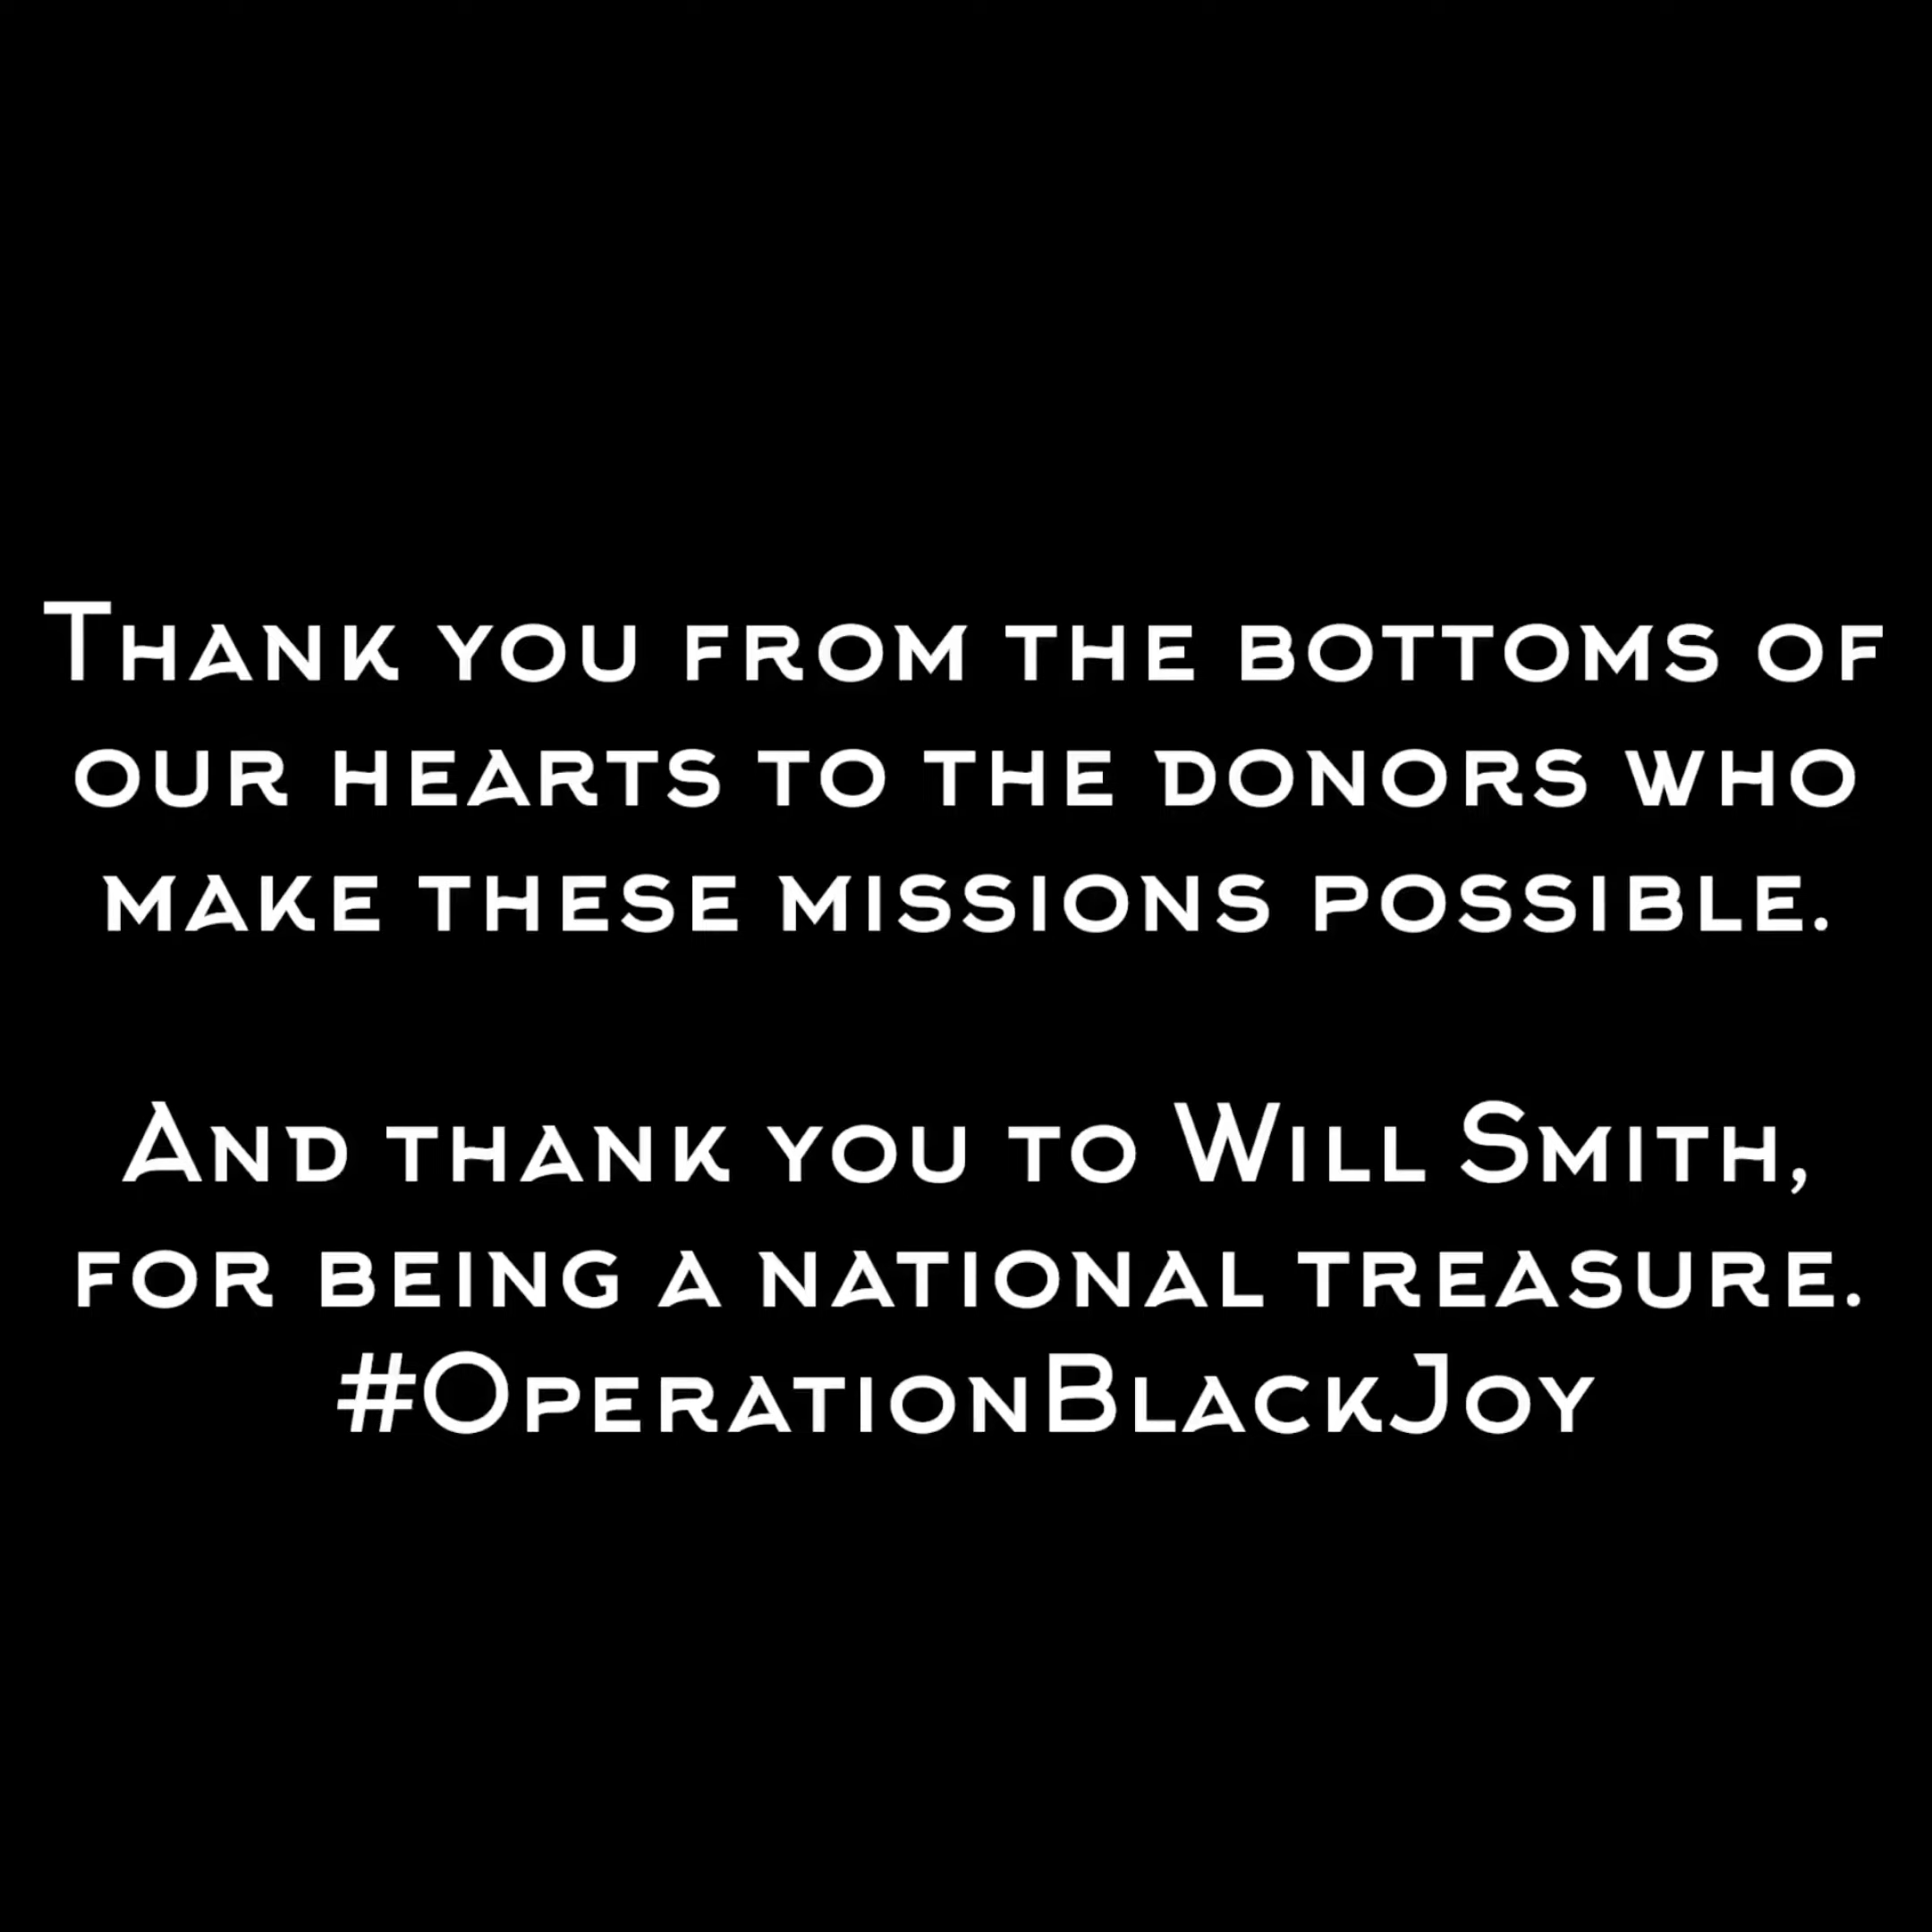 Thank you from the bottoms of
our hearts to the donors who
make these missions possible.
And thank you to Will Smith,
for being a national treasure.
#OperationBlackJoy